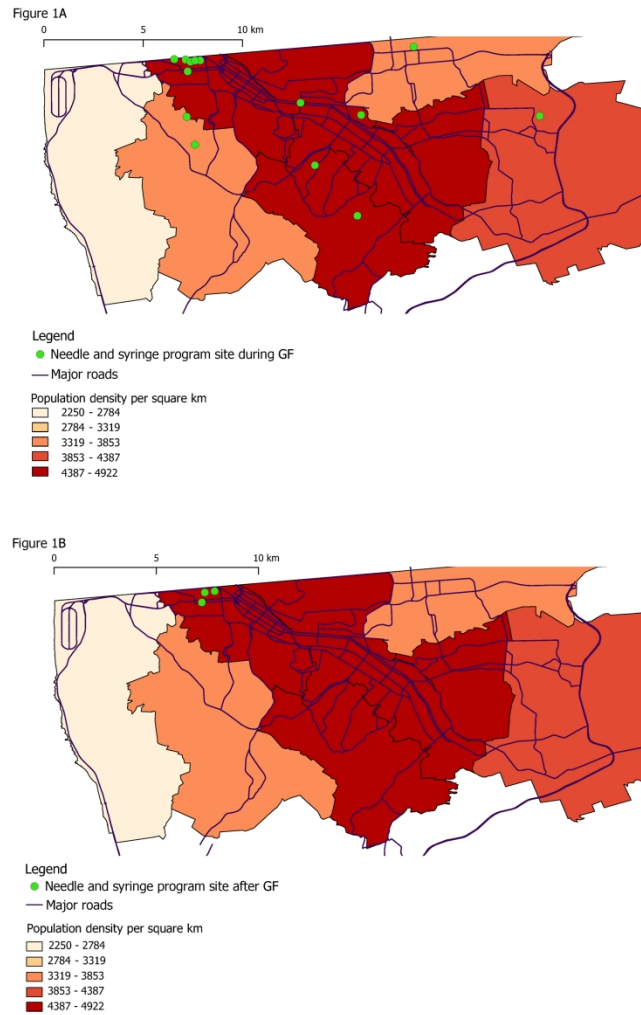 Figure 1A
0 5 10 km
Legend
Needle and syringe program site during GF
Major roads
Population density per square km
2250 - 2784
2784 - 3319
3319 - 3853
3853 - 4387
4387 - 4922
Figure 1B
0 5 10 km
Legend
Needle and syringe program site after GF
Major roads
Population density per square km
2250 - 2784
2784 - 3319
3319 - 3853
3853 - 4387
4387 - 4922